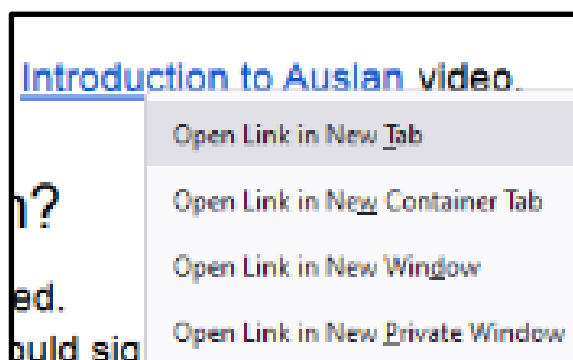 Introduction to Auslan video.
Open Link in New Tab
Open Link in New Container Tab
n?
Open Link in New Window
ed.
Open Link in New Private Window
ould sig